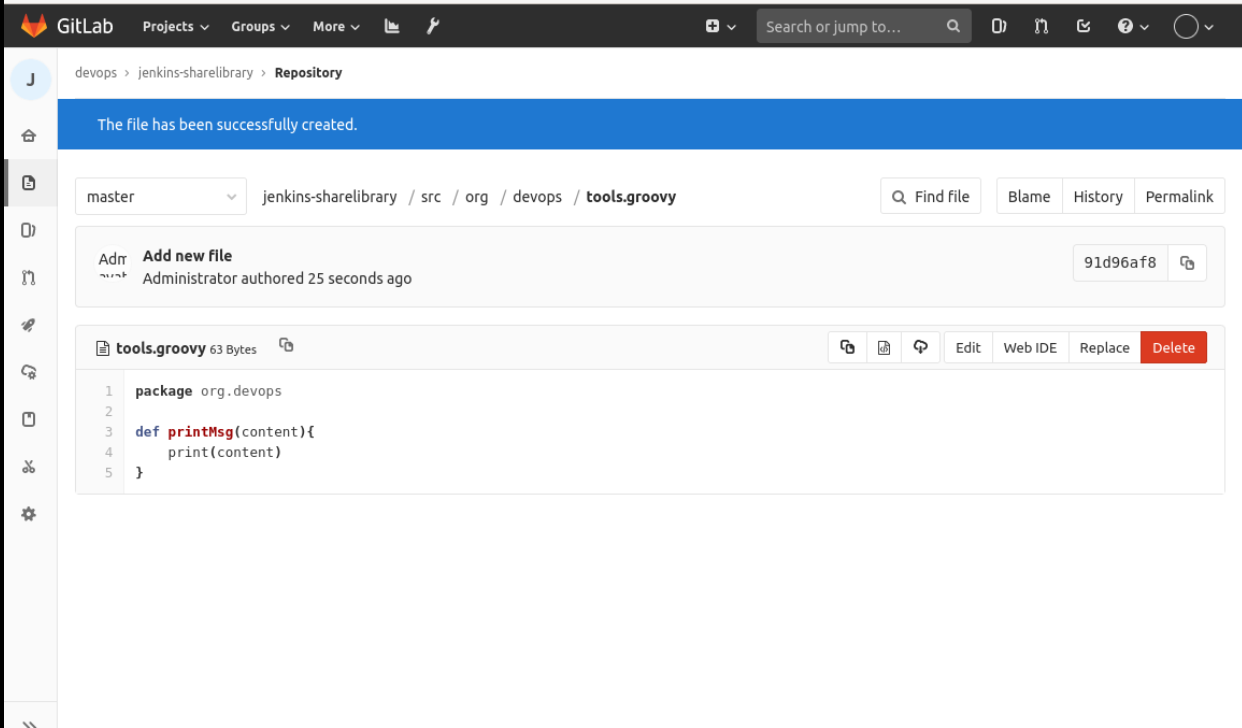 GitLab Projects Groups More Search or jump to...
J
devops › jenkins-sharelibrary › Repository
The file has been successfully created.
master jenkins-sharelibrary / src / org / devops / tools.groovy Find file Blame History Permalink
Add new file
Administrator authored 25 seconds ago
91d96af8
tools.groovy 63 Bytes Edit Web IDE Replace Delete
1 package org.devops
2
3 def printMsg(content){
4     print(content)
5 }